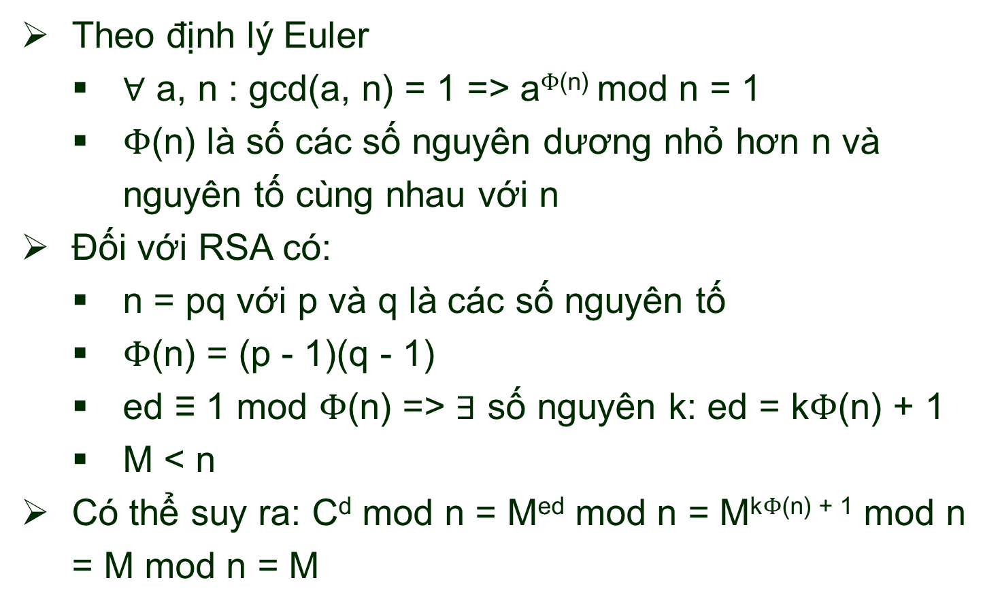 ➢ Theo định lý Euler
▪ ∀ a, n : gcd(a, n) = 1 => a^Φ(n) mod n = 1
▪ Φ(n) là số các số nguyên dương nhỏ hơn n và
nguyên tố cùng nhau với n
➢ Đối với RSA có:
▪ n = pq với p và q là các số nguyên tố
▪ Φ(n) = (p - 1)(q - 1)
▪ ed ≡ 1 mod Φ(n) => ∃ số nguyên k: ed = kΦ(n) + 1
▪ M < n
➢ Có thể suy ra: C^d mod n = M^ed mod n = M^kΦ(n) + 1 mod n
= M mod n = M